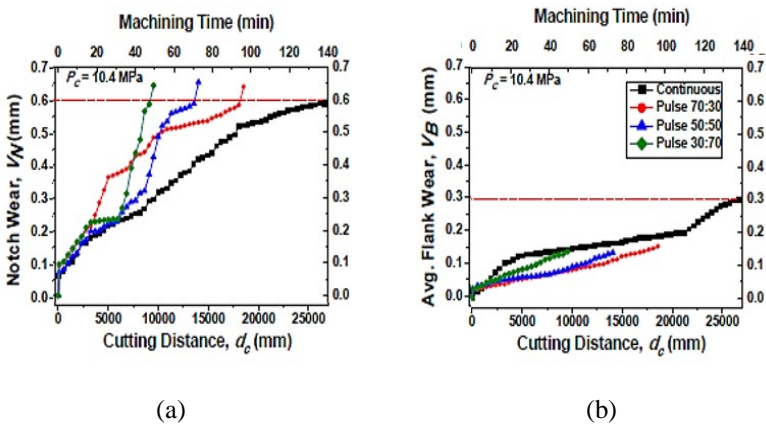 Machining Time (min)
0 20 40 60 80 100 120 140
0.7 P_c = 10.4 MPa 0.7
0.6 0.6
0.5 0.5
0.4 0.4
0.3 0.3
0.2 0.2
0.1 0.1
0.0 0.0
Notch Wear, V_N (mm)
0 5000 10000 15000 20000 25000
Cutting Distance, d_c (mm)
(a)
Machining Time (min)
0 20 40 60 80 100 120 140
0.7 P_c = 10.4 MPa 0.7
0.6 0.6
0.5 0.5
0.4 0.4
0.3 0.3
0.2 0.2
0.1 0.1
0.0 0.0
Continuous
Pulse 70:30
Pulse 50:50
Pulse 30:70
Avg. Flank Wear, V_B (mm)
0 5000 10000 15000 20000 25000
Cutting Distance, d_c (mm)
(b)